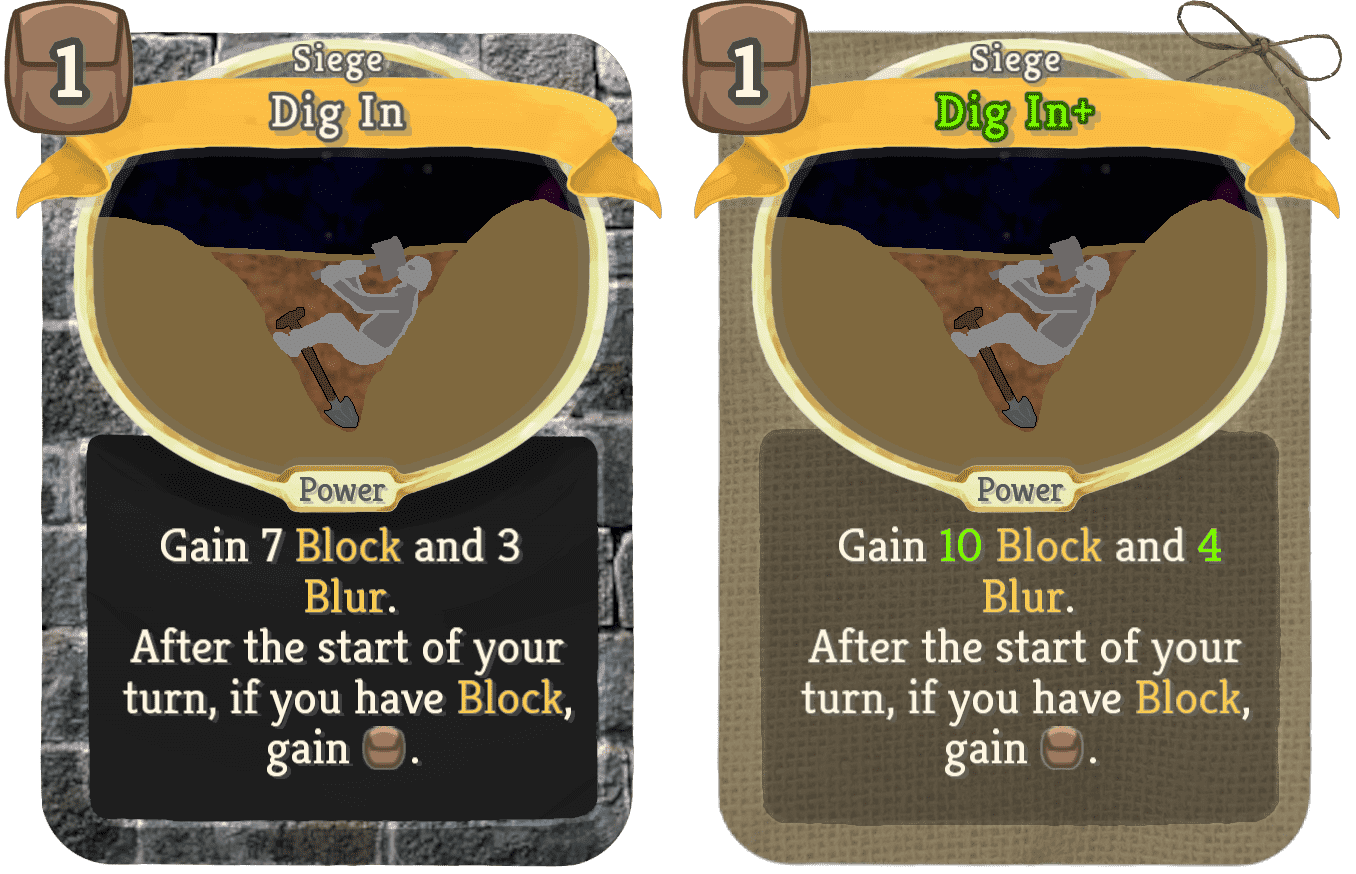 1
Siege
Dig In
Power
Gain 7 Block and 3
Blur.
After the start of your
turn, if you have Block,
gain .
1
Siege
Dig In+
Power
Gain 10 Block and 4
Blur.
After the start of your
turn, if you have Block,
gain .